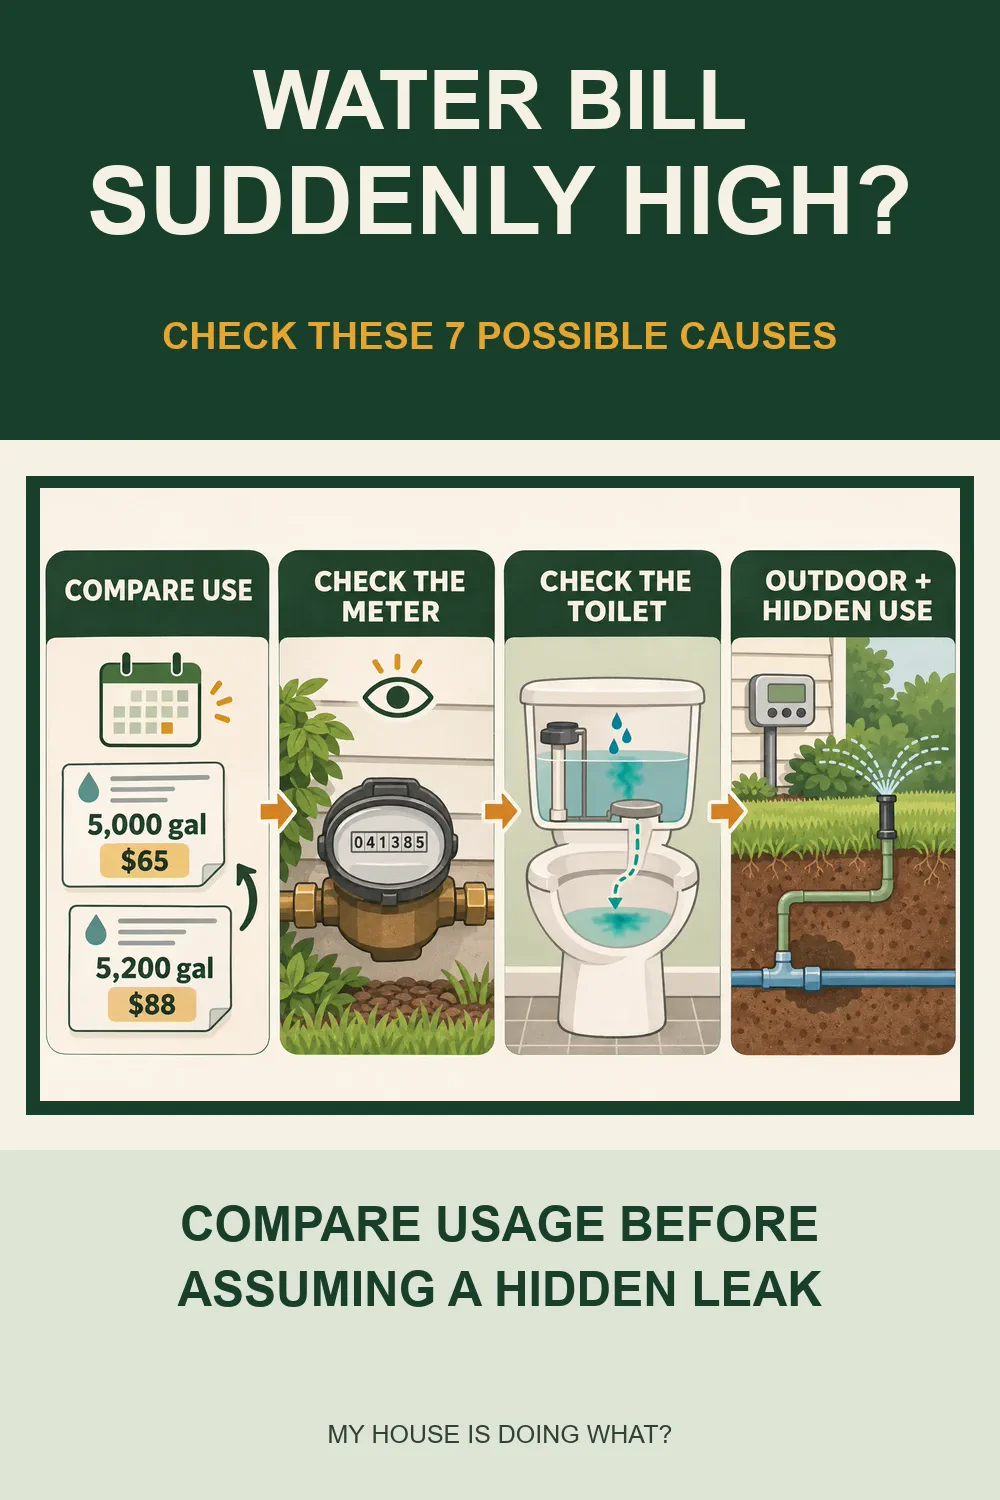 WATER BILL
SUDDENLY HIGH?
CHECK THESE 7 POSSIBLE CAUSES
COMPARE USE
5,000 gal
$65
5,200 gal
$88
CHECK THE
METER
041385
CHECK THE
TOILET
OUTDOOR +
HIDDEN USE
COMPARE USAGE BEFORE
ASSUMING A HIDDEN LEAK
MY HOUSE IS DOING WHAT?